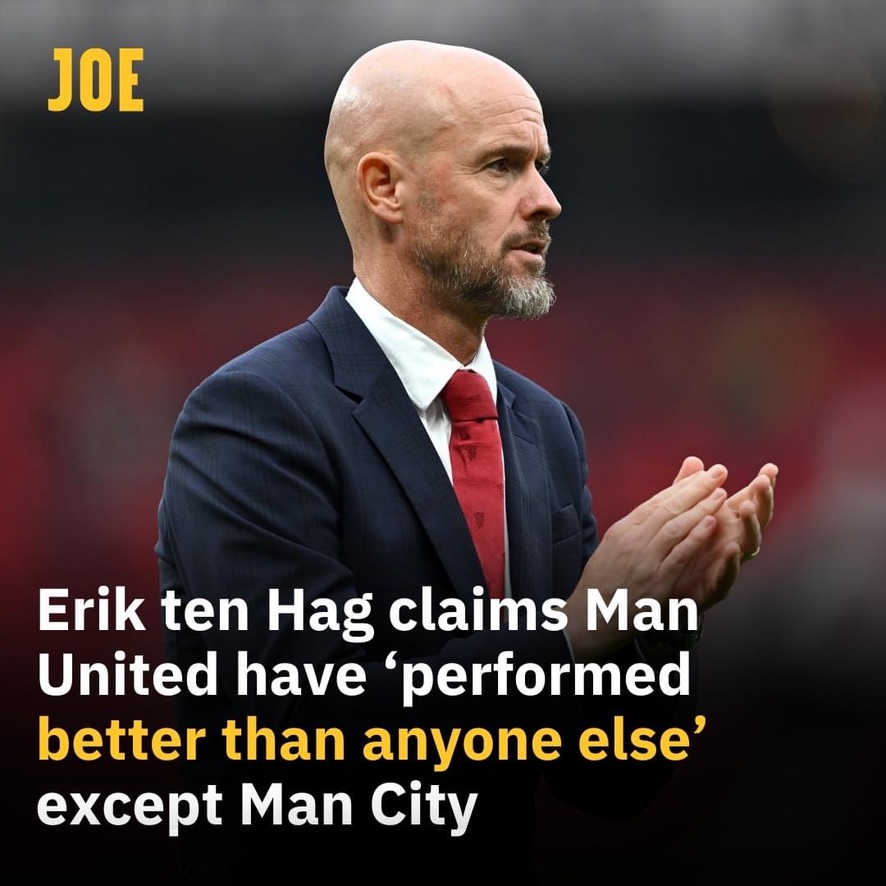 JOE
Erik ten Hag claims Man
United have ‘performed
better than anyone else’
except Man City